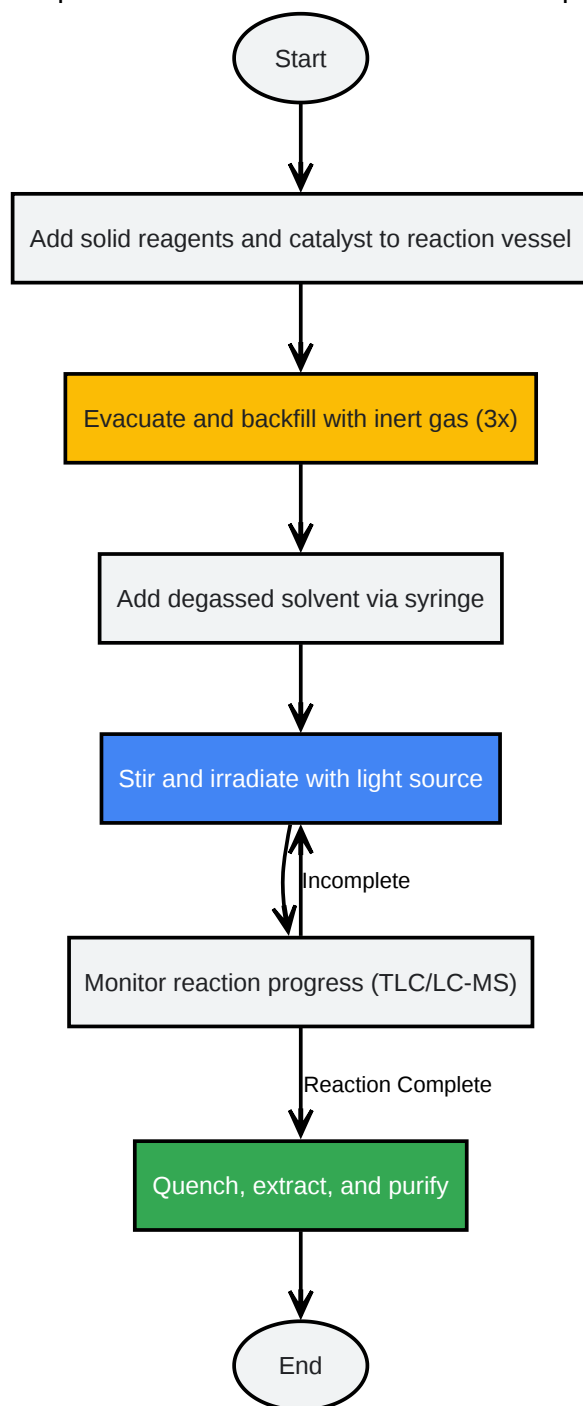 Start
Add solid reagents and catalyst to reaction vessel
Evacuate and backfill with inert gas (3x)
Add degassed solvent via syringe
Stir and irradiate with light source
Incomplete
Monitor reaction progress (TLC/LC-MS)
Reaction Complete
Quench, extract, and purify
End